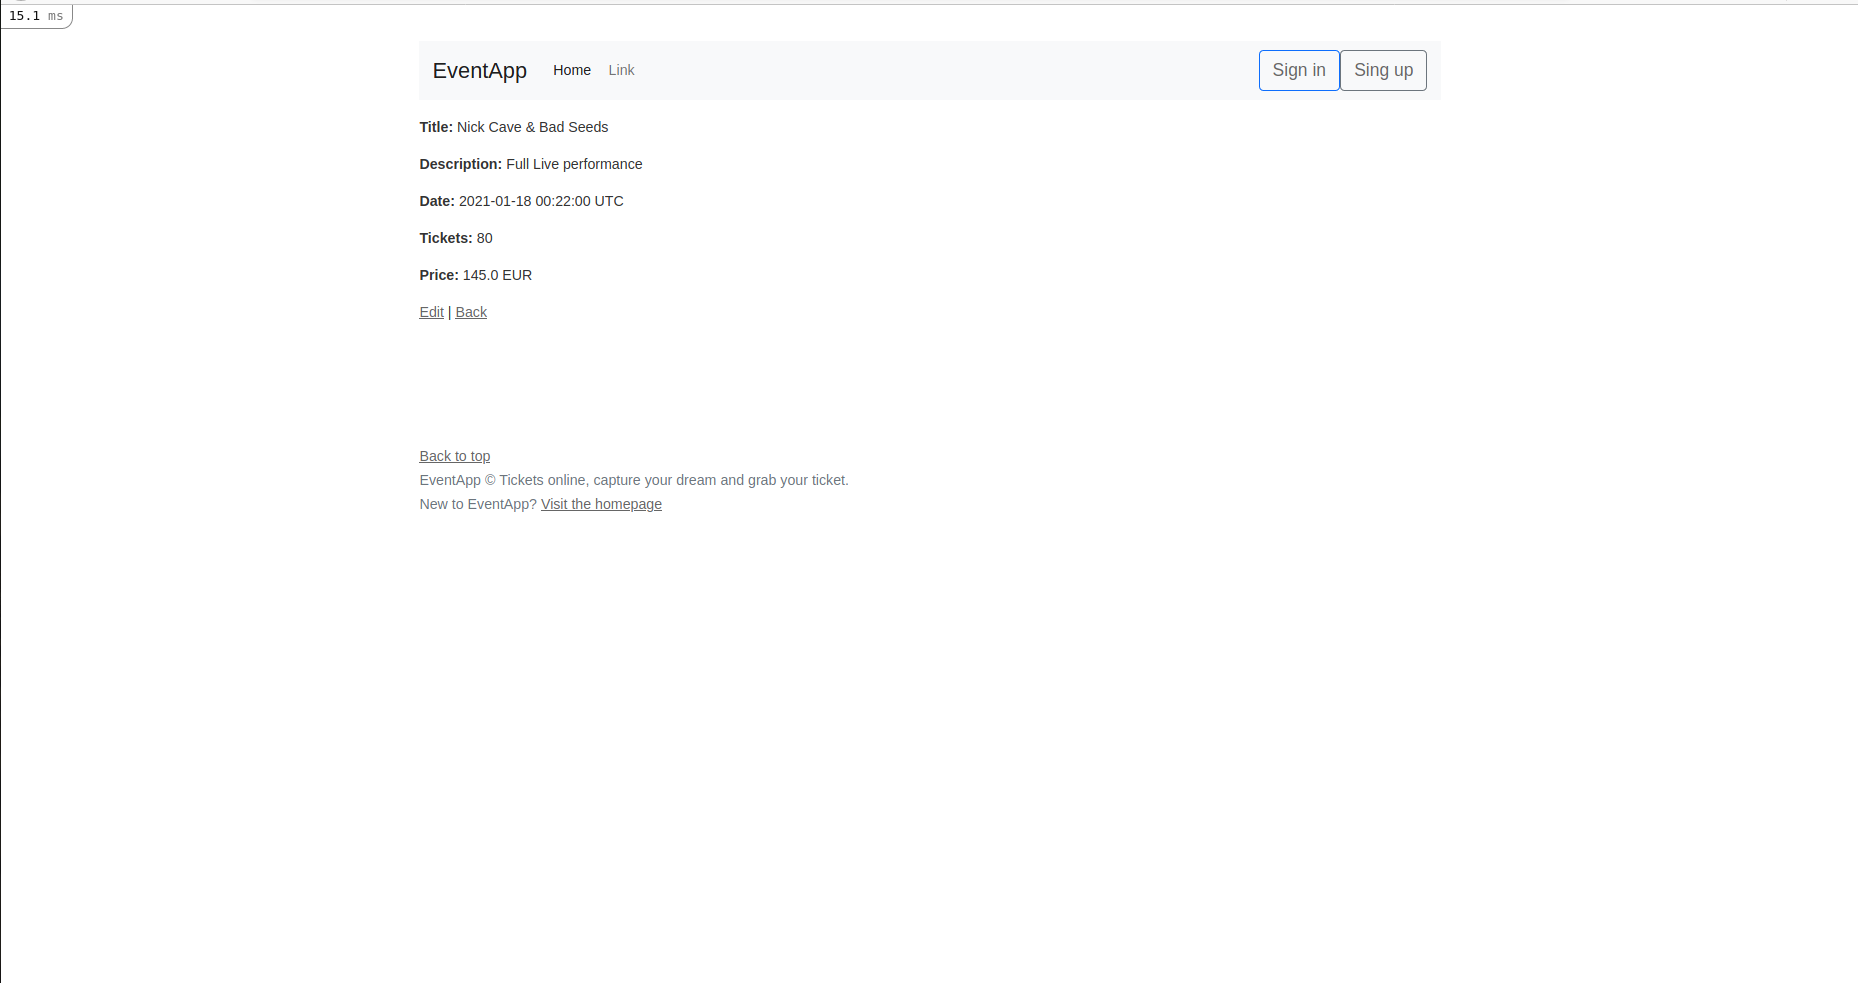 15.1 ms
EventApp Home Link Sign in Sing up
Title: Nick Cave & Bad Seeds
Description: Full Live performance
Date: 2021-01-18 00:22:00 UTC
Tickets: 80
Price: 145.0 EUR
Edit | Back
Back to top
EventApp © Tickets online, capture your dream and grab your ticket.
New to EventApp? Visit the homepage